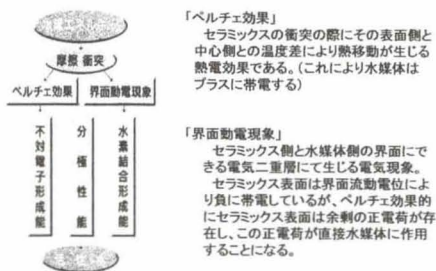 摩擦 衝突
ペルチェ効果
界面動電現象
不対電子形成能
分極性能
水素結合形成能
「ペルチェ効果」
セラミックスの衝突の際にその表面側と
中心側との温度差により熱移動が生じる
熱電効果である。(これにより水媒体は
プラスに帯電する)
「界面動電現象」
セラミックス側と水媒体側の界面にで
きる電気二重層にて生じる電気現象。
セラミックス表面は界面流動電位によ
り負に帯電しているが、ペルチェ効果的
にセラミックス表面は余剰の正電荷が存
在し、この正電荷が直接水媒体に作用
することになる。